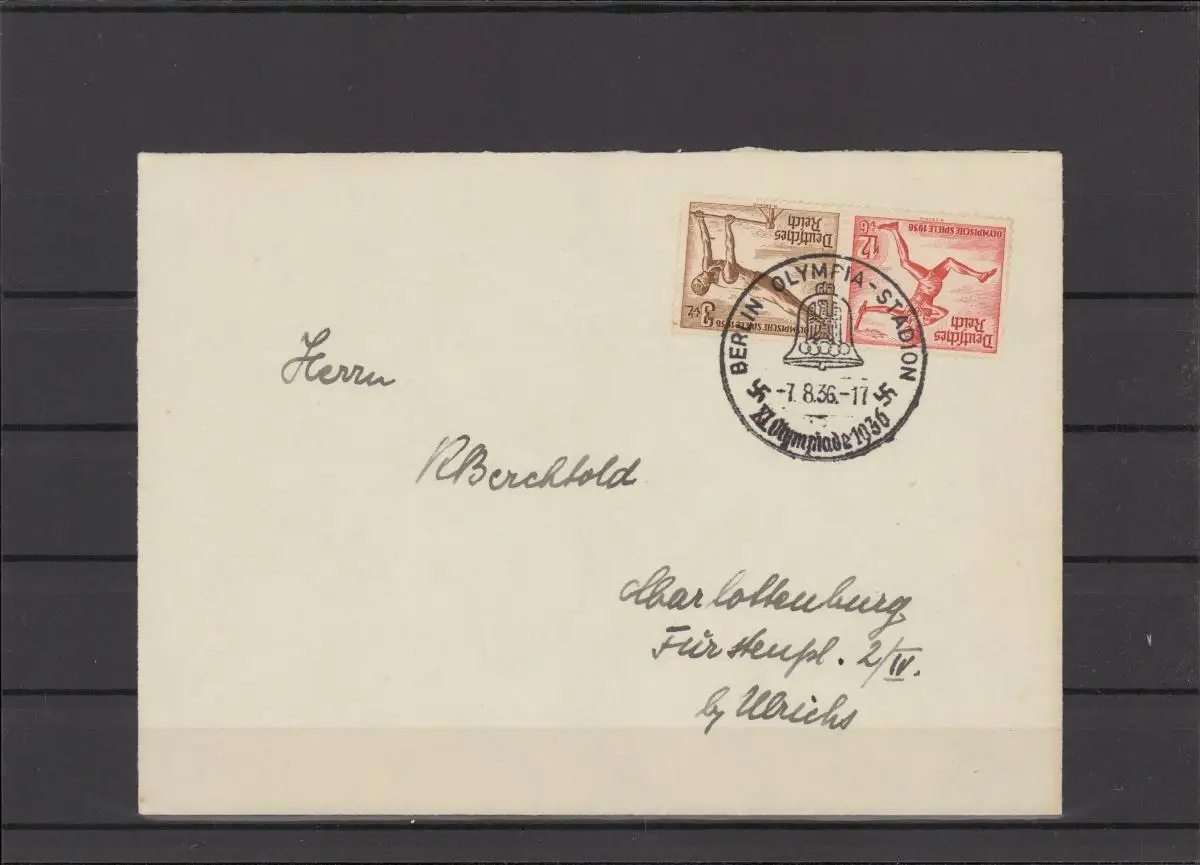 Deutsches
Reich
3+2
OLYMPISCHE SPIELE 1936
OLYMPISCHE SPIELE 1936
12+6
Deutsches
Reich
BERLIN OLYMPIA-STADION
-7.8.36.-17
XI. Olympiade 1936
Herrn
R Berchtold
Charlottenburg
Fürstenpl. 2/IV.
by Ulrichs